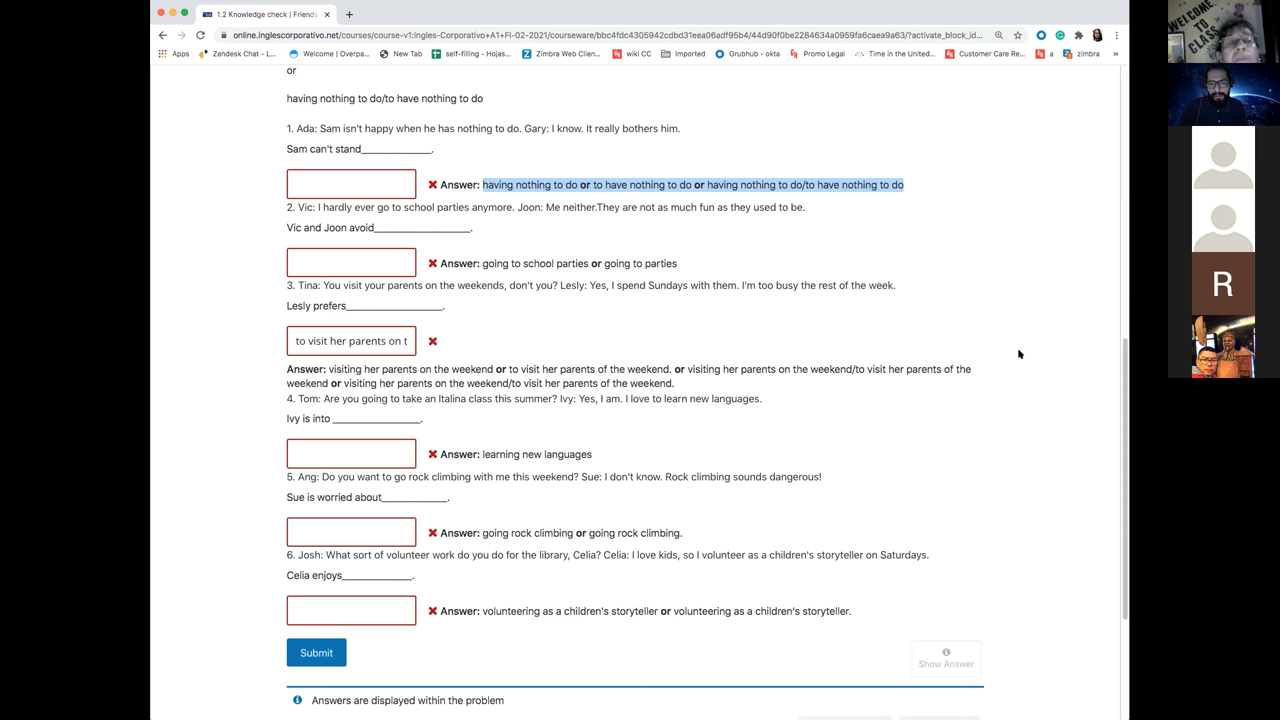 1.2 Knowledge check | Friends
online.inglescorporativo.net/courses/course-v1:ingles-Corporativo+A1+FI-02-2021/courseware/bbc4fdc4305942cdbd31eea06adf95b4/44d90f0be2284634a0959fa6caea9a63/?activate_block_id...
Apps Zendesk Chat - L... Welcome | Overpa... New Tab self-filling - Hojas... Zimbra Web Clien... wiki CC Imported Grubhub - okta Promo Legal Time in the United... Customer Care Re... a zimbra »
WELCOME
TO
CLASS
or
having nothing to do/to have nothing to do
1. Ada: Sam isn't happy when he has nothing to do. Gary: I know. It really bothers him.
Sam can't stand______________.
Answer: having nothing to do or to have nothing to do or having nothing to do/to have nothing to do
2. Vic: I hardly ever go to school parties anymore. Joon: Me neither.They are not as much fun as they used to be.
Vic and Joon avoid___________________.
Answer: going to school parties or going to parties
3. Tina: You visit your parents on the weekends, don't you? Lesly: Yes, I spend Sundays with them. I'm too busy the rest of the week.
Lesly prefers___________________.
to visit her parents on t
Answer: visiting her parents on the weekend or to visit her parents of the weekend. or visiting her parents on the weekend/to visit her parents of the
weekend or visiting her parents on the weekend/to visit her parents of the weekend.
4. Tom: Are you going to take an Italina class this summer? Ivy: Yes, I am. I love to learn new languages.
Ivy is into _________________.
Answer: learning new languages
5. Ang: Do you want to go rock climbing with me this weekend? Sue: I don't know. Rock climbing sounds dangerous!
Sue is worried about_____________.
Answer: going rock climbing or going rock climbing.
6. Josh: What sort of volunteer work do you do for the library, Celia? Celia: I love kids, so I volunteer as a children's storyteller on Saturdays.
Celia enjoys______________.
Answer: volunteering as a children's storyteller or volunteering as a children's storyteller.
Submit
Show Answer
Answers are displayed within the problem
R